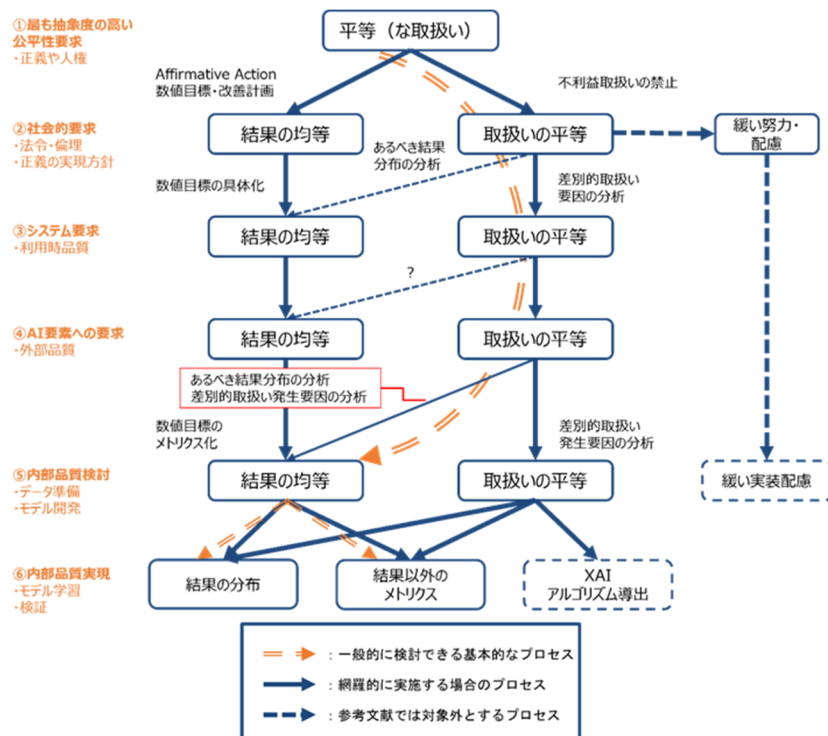 ①最も抽象度の高い
公平性要求
・正義や人権
平等（な取扱い）
Affirmative Action
数値目標・改善計画
不利益取扱いの禁止
②社会的要求
・法令・倫理
・正義の実現方針
結果の均等
あるべき結果
分布の分析
取扱いの平等
緩い努力・
配慮
数値目標の具体化
差別的取扱い
要因の分析
③システム要求
・利用時品質
結果の均等
取扱いの平等
?
④AI要素への要求
・外部品質
結果の均等
取扱いの平等
あるべき結果分布の分析
差別的取扱い発生要因の分析
数値目標の
メトリクス化
差別的取扱い
発生要因の分析
⑤内部品質検討
・データ準備
・モデル開発
結果の均等
取扱いの平等
緩い実装配慮
⑥内部品質実現
・モデル学習
・検証
結果の分布
結果以外の
メトリクス
XAI
アルゴリズム導出
：一般的に検討できる基本的なプロセス
：網羅的に実施する場合のプロセス
：参考文献では対象外とするプロセス